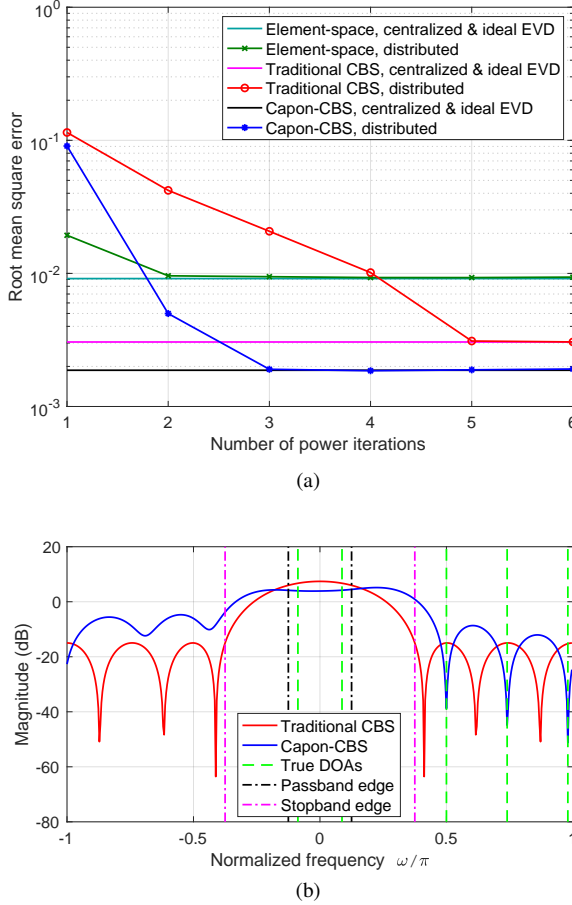 10^0
10^-1
10^-2
10^-3
Root mean square error
Element-space, centralized & ideal EVD
Element-space, distributed
Traditional CBS, centralized & ideal EVD
Traditional CBS, distributed
Capon-CBS, centralized & ideal EVD
Capon-CBS, distributed
1 2 3 4 5 6
Number of power iterations
(a)
20
0
-20
-40
-60
-80
Magnitude (dB)
Traditional CBS
Capon-CBS
True DOAs
Passband edge
Stopband edge
-1 -0.5 0 0.5 1
Normalized frequency ω/π
(b)